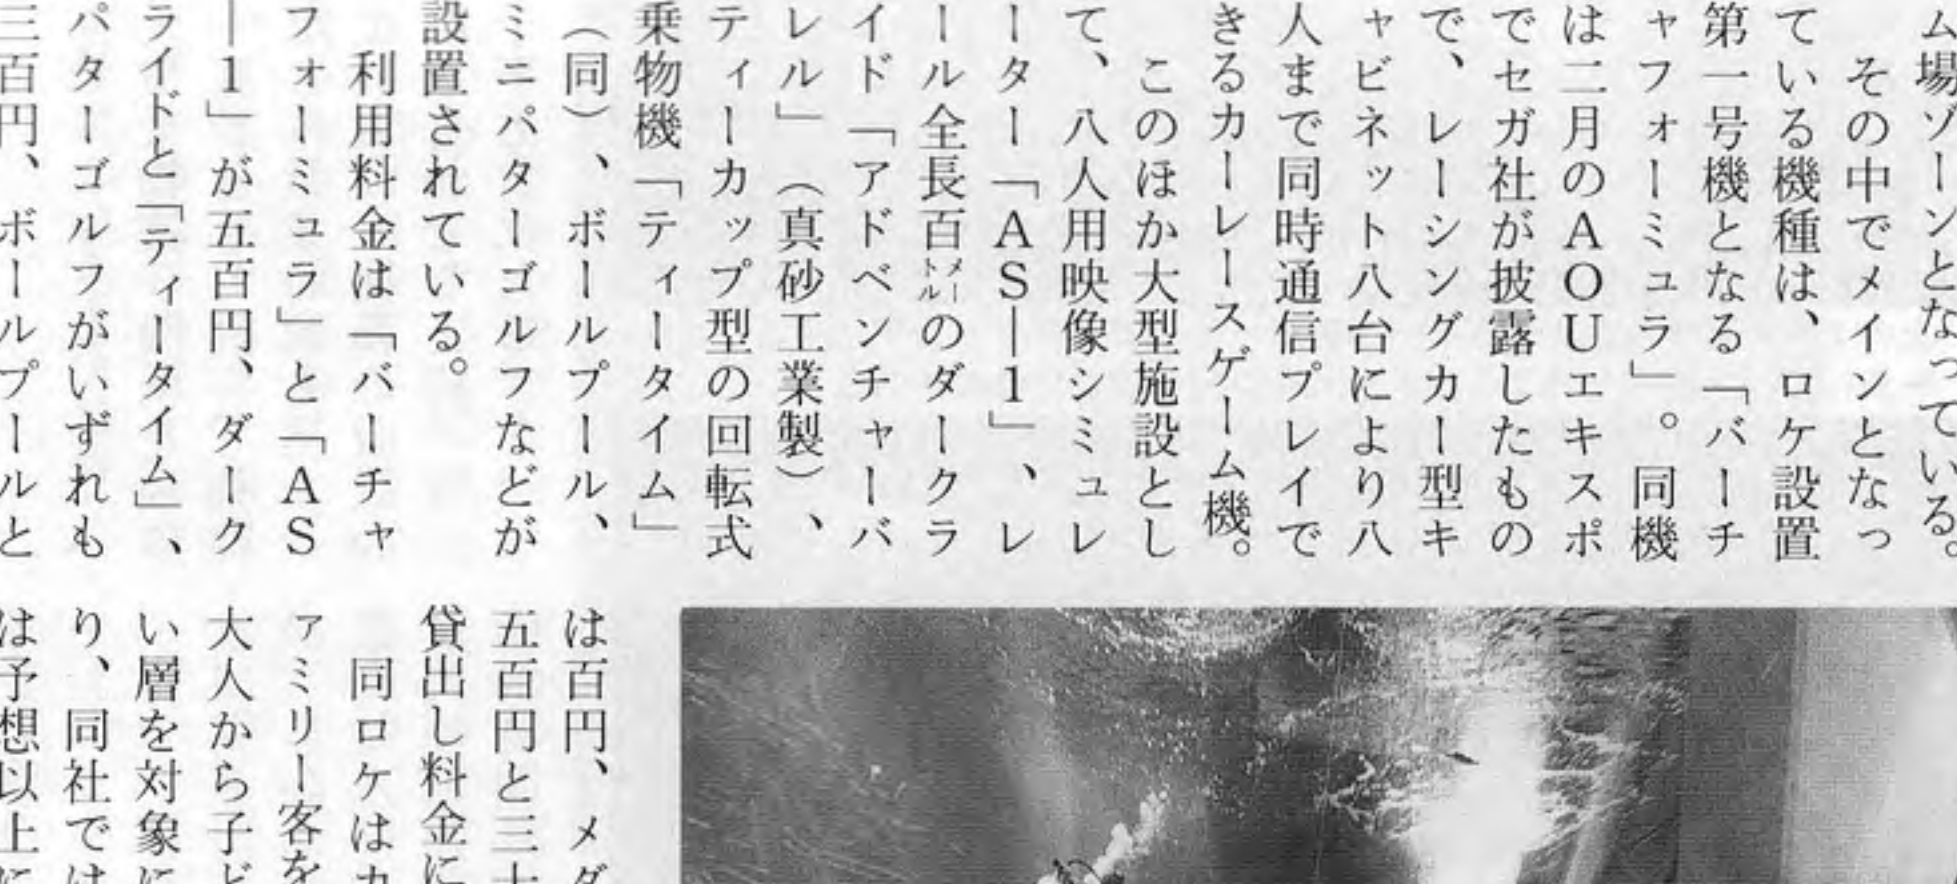 ム場ゾーンとなっている。
その中でメインとなっ
ている機種は、ロケ設置
第一号機となる「バーチ
ャフォーミュラ」。同機
は二月のAOUエキスポ
でセガ社が披露したもの
で、レーシングカー型キ
ャビネット八台により八
人まで同時通信プレイで
きるカーレースゲーム機。
このほか大型施設とし
て、八人用映像シミュレ
ーター「AS―1」、レ
ール全長百メートルのダークラ
イド「アドベンチャーバ
レル」(真砂工業製)、
ティーカップ型の回転式
乗物機「ティータイム」
(同)、ボールプール、
ミニパターゴルフなどが
設置されている。
利用料金は「バーチャ
フォーミュラ」と「AS
―1」が五百円、ダーク
ライドと「ティータイム」、
パターゴルフがいずれも
三百円、ボールプールと
は百円、メダ
五百円と三十
貸出し料金に
同ロケはカ
ァミリー客を
大人から子ど
い層を対象に
り、同社では
は予想以上に